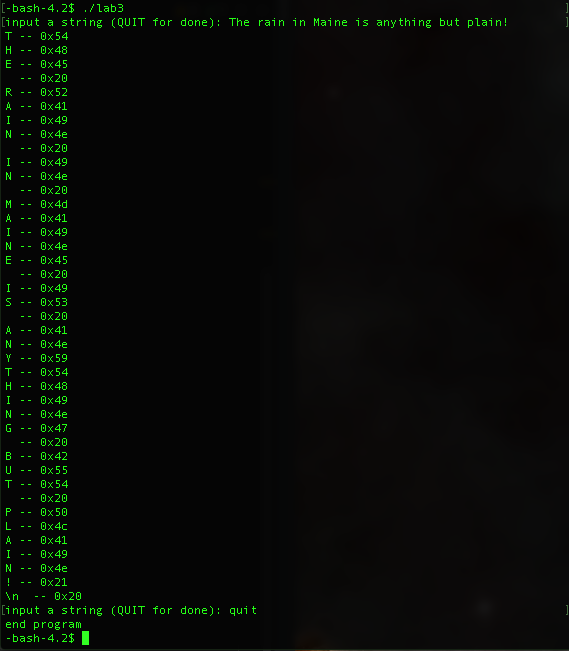 [-bash-4.2$ ./lab3 ]
[input a string (QUIT for done): The rain in Maine is anything but plain! ]
T -- 0x54
H -- 0x48
E -- 0x45
  -- 0x20
R -- 0x52
A -- 0x41
I -- 0x49
N -- 0x4e
  -- 0x20
I -- 0x49
N -- 0x4e
  -- 0x20
M -- 0x4d
A -- 0x41
I -- 0x49
N -- 0x4e
E -- 0x45
  -- 0x20
I -- 0x49
S -- 0x53
  -- 0x20
A -- 0x41
N -- 0x4e
Y -- 0x59
T -- 0x54
H -- 0x48
I -- 0x49
N -- 0x4e
G -- 0x47
  -- 0x20
B -- 0x42
U -- 0x55
T -- 0x54
  -- 0x20
P -- 0x50
L -- 0x4c
A -- 0x41
I -- 0x49
N -- 0x4e
! -- 0x21
\n  -- 0x20
[input a string (QUIT for done): quit ]
end program
-bash-4.2$